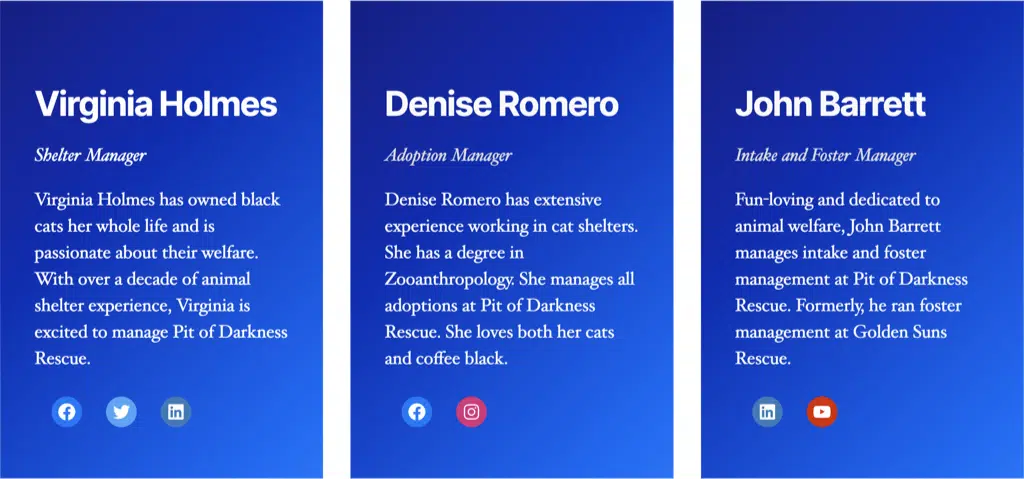 Virginia Holmes
Shelter Manager
Virginia Holmes has owned black
cats her whole life and is
passionate about their welfare.
With over a decade of animal
shelter experience, Virginia is
excited to manage Pit of Darkness
Rescue.
Denise Romero
Adoption Manager
Denise Romero has extensive
experience working in cat shelters.
She has a degree in
Zooanthropology. She manages all
adoptions at Pit of Darkness
Rescue. She loves both her cats
and coffee black.
John Barrett
Intake and Foster Manager
Fun-loving and dedicated to
animal welfare, John Barrett
manages intake and foster
management at Pit of Darkness
Rescue. Formerly, he ran foster
management at Golden Suns
Rescue.